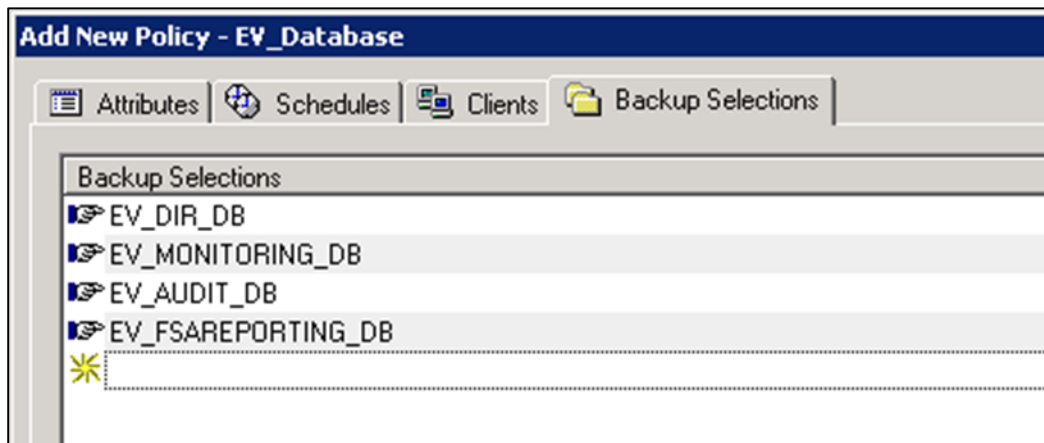 Add New Policy - EV_Database
Attributes Schedules Clients Backup Selections
Backup Selections
EV_DIR_DB
EV_MONITORING_DB
EV_AUDIT_DB
EV_FSAREPORTING_DB